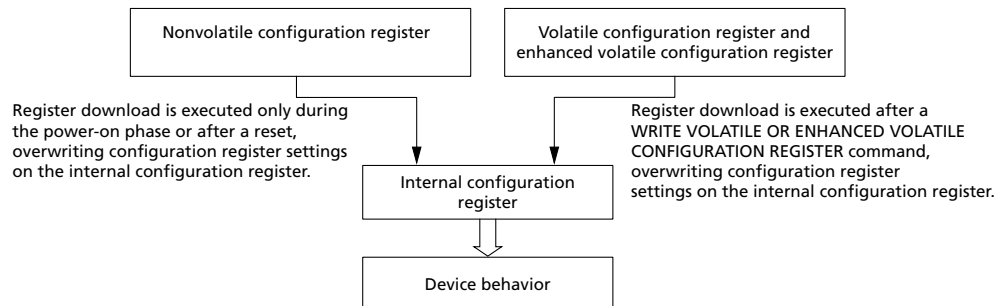 Nonvolatile configuration register
Volatile configuration register and
enhanced volatile configuration register
Register download is executed only during
the power-on phase or after a reset,
overwriting configuration register settings
on the internal configuration register.
Register download is executed after a
WRITE VOLATILE OR ENHANCED VOLATILE
CONFIGURATION REGISTER command,
overwriting configuration register
settings on the internal configuration register.
Internal configuration
register
Device behavior